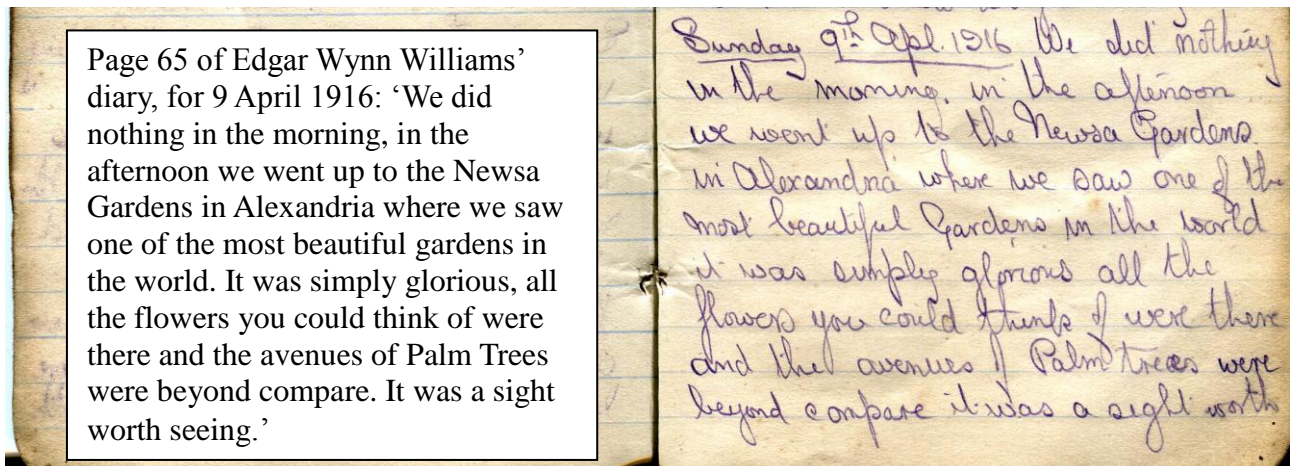 Page 65 of Edgar Wynn Williams’
diary, for 9 April 1916: ‘We did
nothing in the morning, in the
afternoon we went up to the Newsa
Gardens in Alexandria where we saw
one of the most beautiful gardens in
the world. It was simply glorious, all
the flowers you could think of were
there and the avenues of Palm Trees
were beyond compare. It was a sight
worth seeing.’
Sunday 9th Apl. 1916 We did nothing
in the morning, in the afternoon
we went up to the Newsa Gardens
in Alexandria where we saw one of the
most beautiful Gardens in the world
it was simply glorious all the
flowers you could think of were there
and the avenues of Palm trees were
beyond compare it was a sight worth